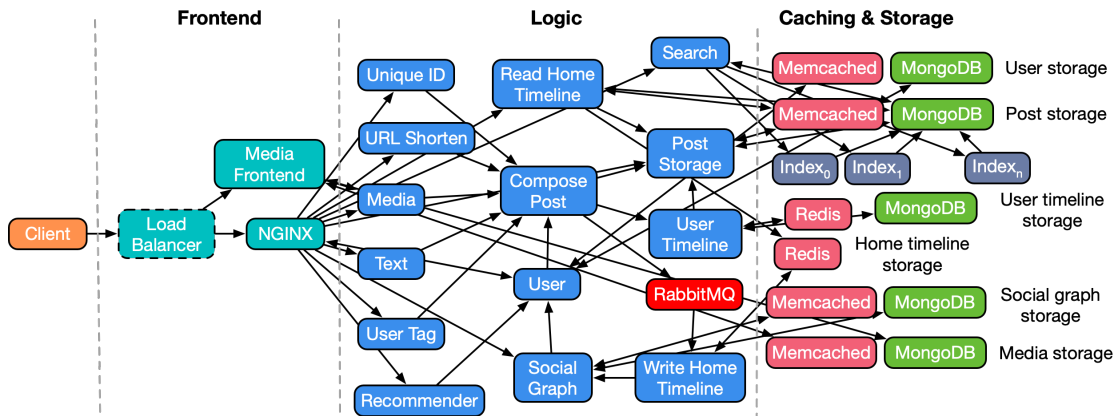 Frontend
Logic
Caching & Storage
Search
Memcached
MongoDB
User storage
Unique ID
Read Home
Timeline
Memcached
MongoDB
Post storage
URL Shorten
Post
Storage
Media
Frontend
Index0
Index1
Indexn
Compose
Post
Media
Redis
MongoDB
User timeline
storage
Client
Load
Balancer
NGINX
User
Timeline
Redis
Home timeline
storage
Text
User
RabbitMQ
Memcached
MongoDB
Social graph
storage
User Tag
Memcached
MongoDB
Media storage
Social
Graph
Write Home
Timeline
Recommender